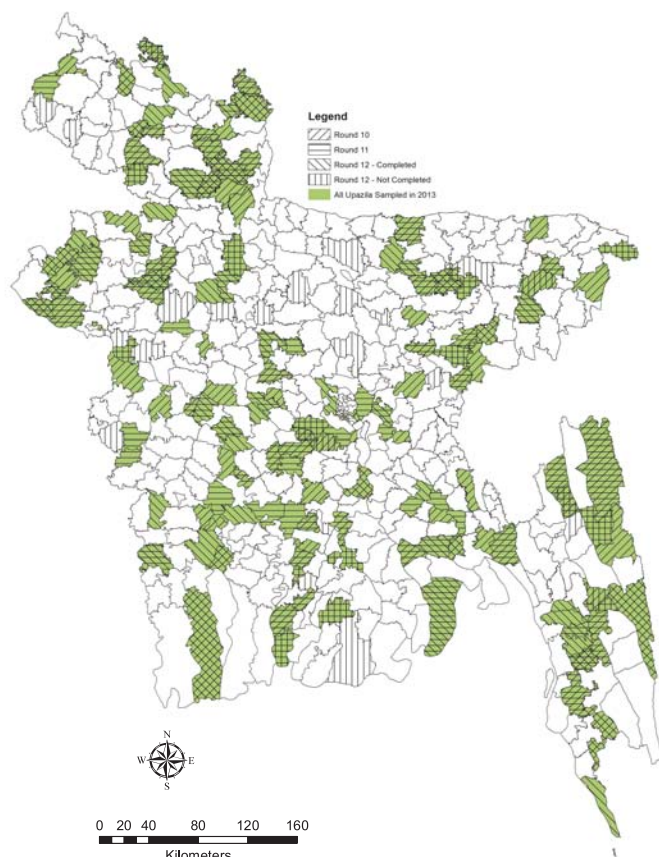 Legend
Round 10
Round 11
Round 12 - Completed
Round 12 - Not Completed
All Upazila Sampled in 2013
N
W E
S
0 20 40 80 120 160
Kilometers